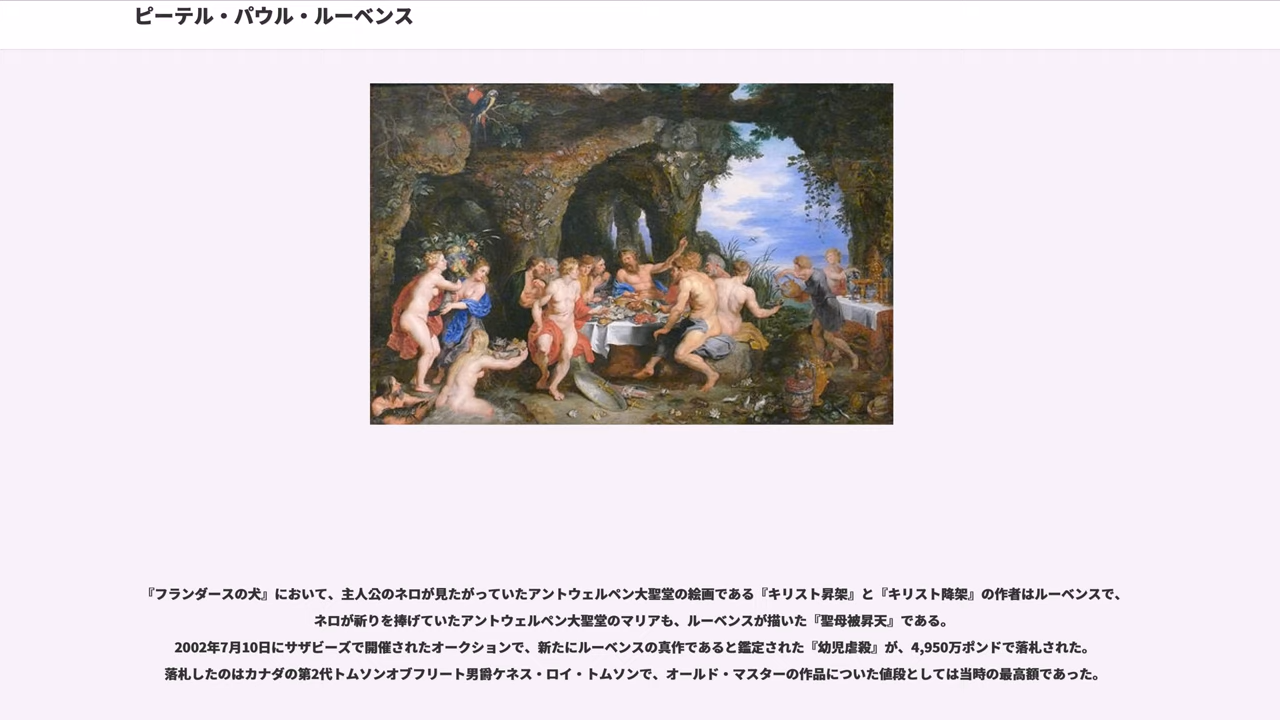 ピーテル・パウル・ルーベンス
『フランダースの犬』において、主人公のネロが見たがっていたアントウェルペン大聖堂の絵画である『キリスト昇架』と『キリスト降架』の作者はルーベンスで、
ネロが祈りを捧げていたアントウェルペン大聖堂のマリアも、ルーベンスが描いた『聖母被昇天』である。
2002年7月10日にサザビーズで開催されたオークションで、新たにルーベンスの真作であると鑑定された『幼児虐殺』が、4,950万ポンドで落札された。
落札したのはカナダの第2代トムソンオブフリート男爵ケネス・ロイ・トムソンで、オールド・マスターの作品についた値段としては当時の最高額であった。